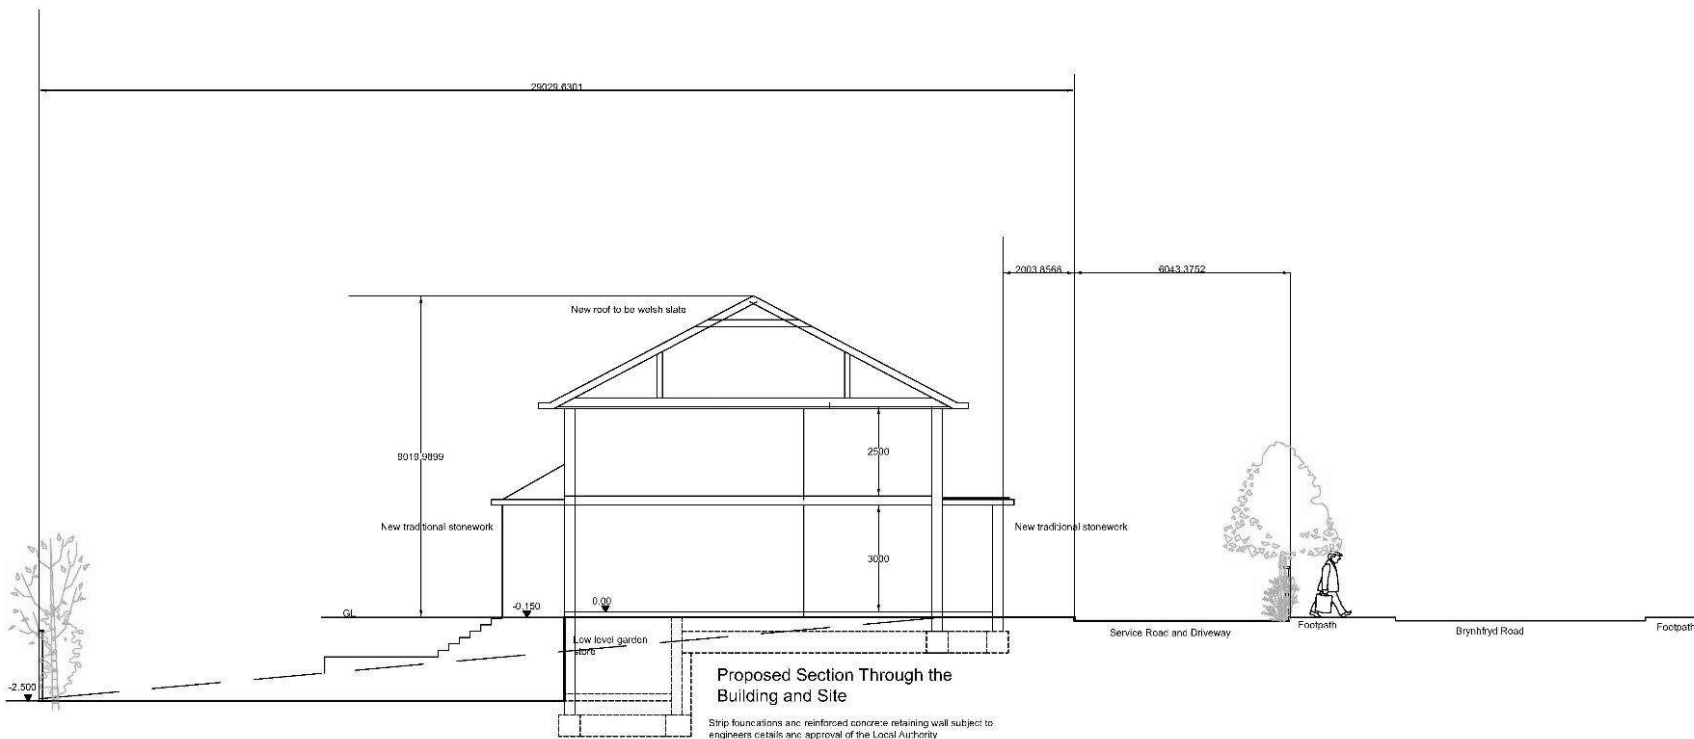 29029.6301
2003.8568
6043.3752
New roof to be welsh slate
8019.9899
2500
New traditional stonework
New traditional stonework
3000
GL
-0.150
0.00
Low level garden
store
Service Road and Driveway
Footpath
Brynhfryd Road
Footpath
-2.500
Proposed Section Through the
Building and Site
Strip foundations and reinforced concrete retaining wall subject to
engineers details and approval of the Local Authority